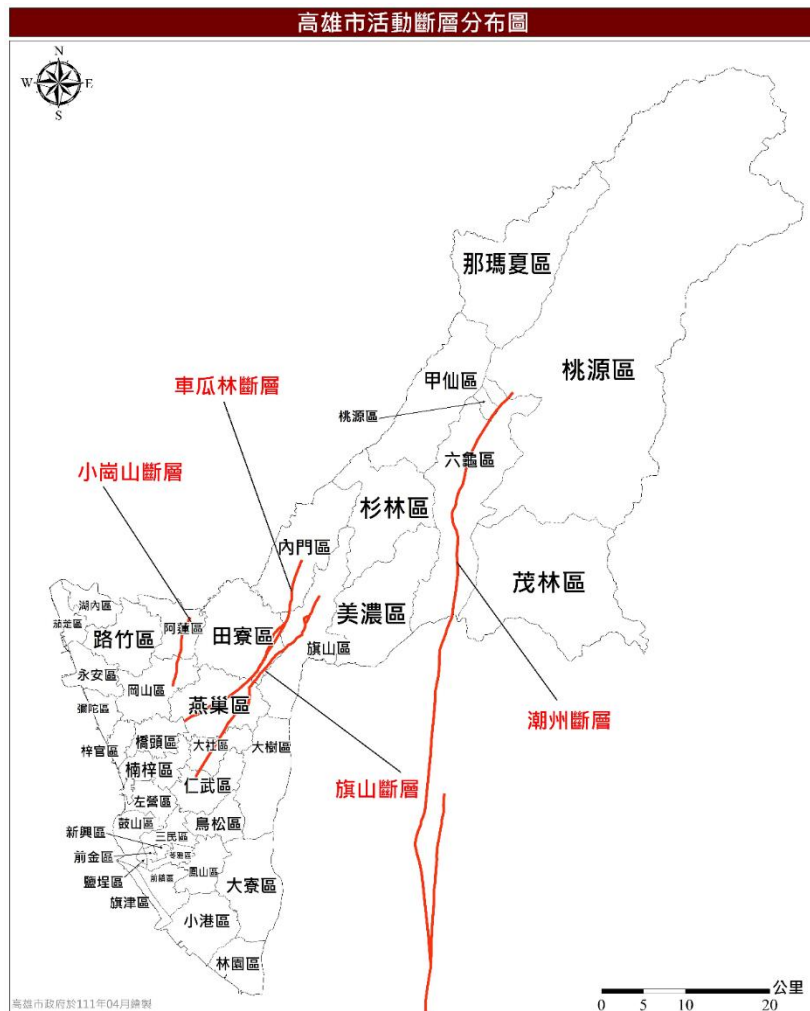 高雄市活動斷層分布圖
N
W E
S
那瑪夏區
桃源區
甲仙區
車瓜林斷層
桃源區
六龜區
小崗山斷層
杉林區
內門區
茂林區
湖內區
美濃區
茄萣區
阿蓮區
路竹區
田寮區
旗山區
永安區
岡山區
燕巢區
彌陀區
潮州斷層
橋頭區
大社區
大樹區
梓官區
楠梓區
仁武區
旗山斷層
左營區
鼓山區
鳥松區
新興區
三民區
前金區
苓雅區
鹽埕區
前鎮區
鳳山區
大寮區
旗津區
小港區
林園區
公里
0 5 10 20
高雄市政府於111年04月繪製